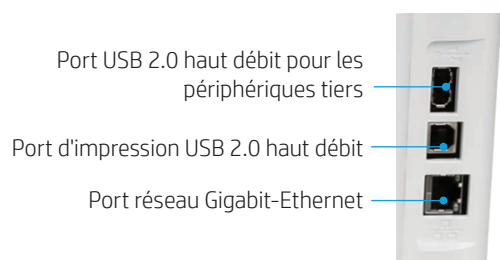 Port USB 2.0 haut débit pour les
périphériques tiers
Port d'impression USB 2.0 haut débit
Port réseau Gigabit-Ethernet